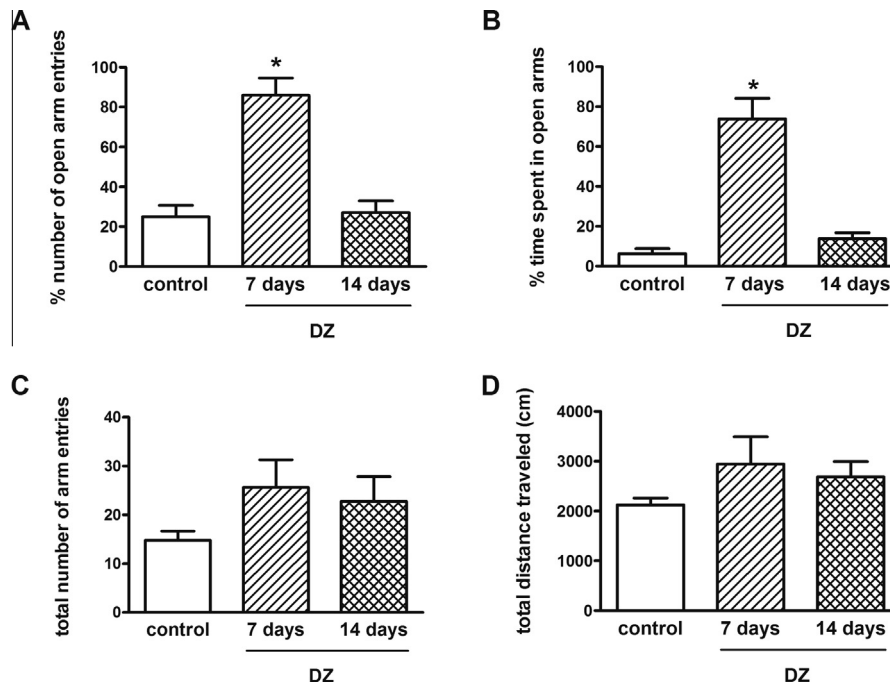 A
% number of open arm entries
100
80
60
40
20
0
*
control 7 days 14 days
DZ
B
% time spent in open arms
100
80
60
40
20
0
*
control 7 days 14 days
DZ
C
total number of arm entries
40
30
20
10
0
control 7 days 14 days
DZ
D
total distance traveled (cm)
4000
3000
2000
1000
0
control 7 days 14 days
DZ